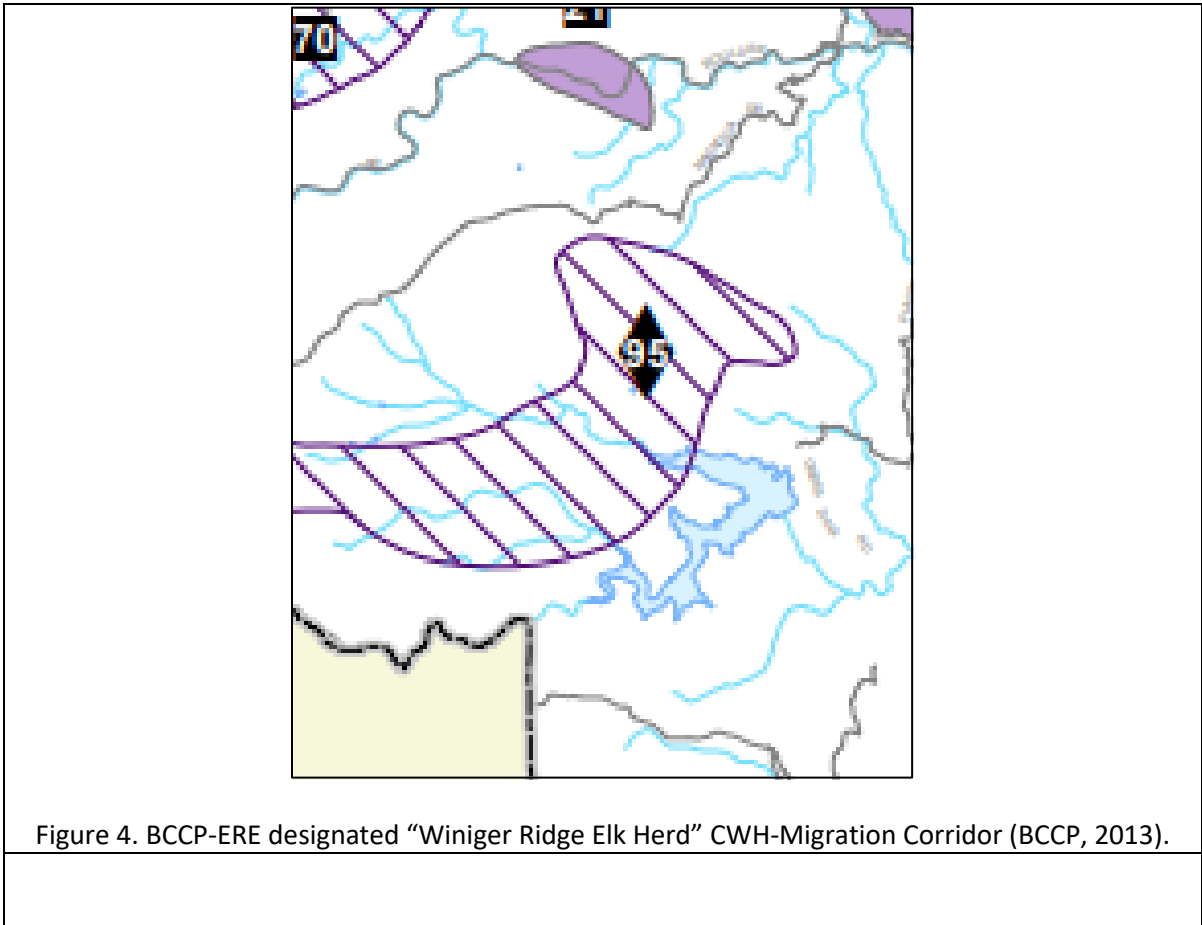 70
95
Figure 4. BCCP-ERE designated “Winiger Ridge Elk Herd” CWH-Migration Corridor (BCCP, 2013).